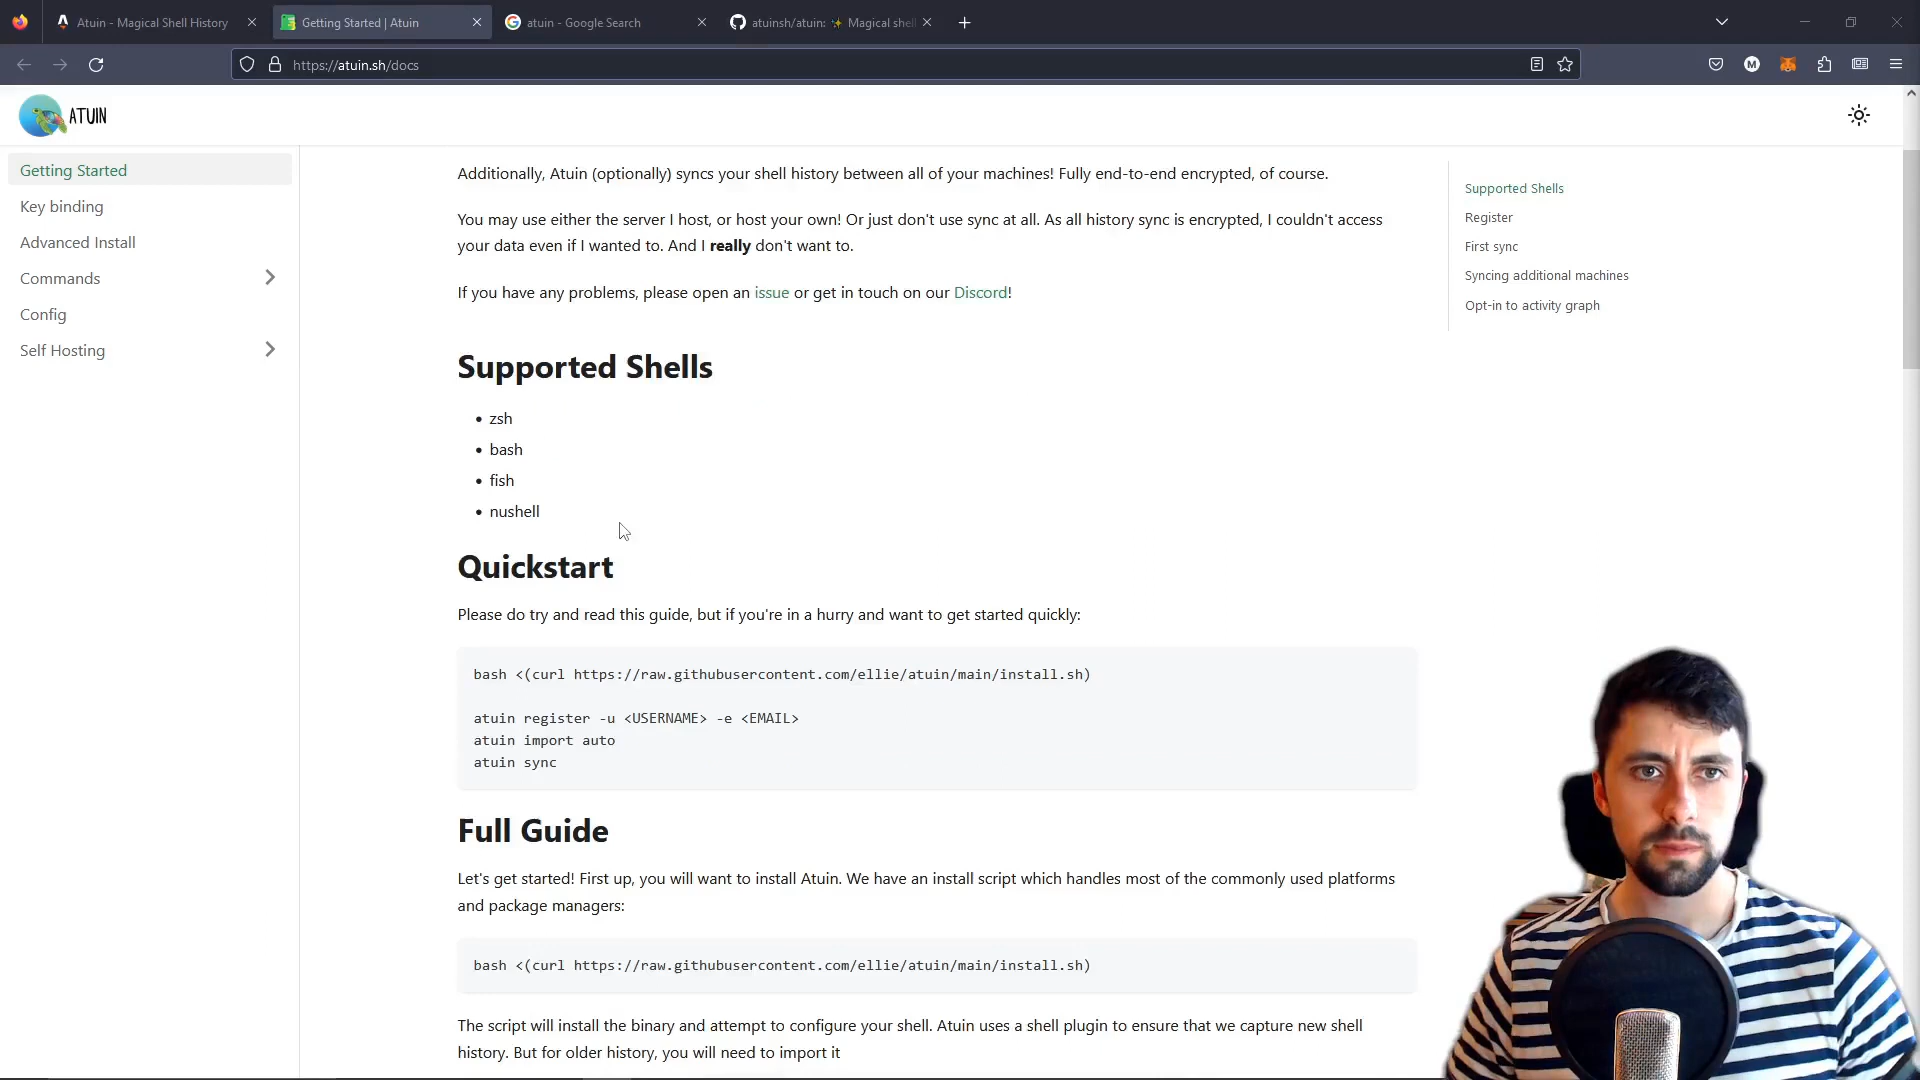 Atuin - Magical Shell History
Getting Started | Atuin
atuin - Google Search
atuinsh/atuin: ✨ Magical shell
https://atuin.sh/docs
M
ATUIN
Getting Started
Key binding
Advanced Install
Commands
Config
Self Hosting
Additionally, Atuin (optionally) syncs your shell history between all of your machines! Fully end-to-end encrypted, of course.
You may use either the server I host, or host your own! Or just don't use sync at all. As all history sync is encrypted, I couldn't access
your data even if I wanted to. And I really don't want to.
If you have any problems, please open an issue or get in touch on our Discord!
Supported Shells
• zsh
• bash
• fish
• nushell
Quickstart
Please do try and read this guide, but if you're in a hurry and want to get started quickly:
bash <(curl https://raw.githubusercontent.com/ellie/atuin/main/install.sh)
atuin register -u <USERNAME> -e <EMAIL>
atuin import auto
atuin sync
Full Guide
Let's get started! First up, you will want to install Atuin. We have an install script which handles most of the commonly used platforms
and package managers:
bash <(curl https://raw.githubusercontent.com/ellie/atuin/main/install.sh)
The script will install the binary and attempt to configure your shell. Atuin uses a shell plugin to ensure that we capture new shell
history. But for older history, you will need to import it
Supported Shells
Register
First sync
Syncing additional machines
Opt-in to activity graph